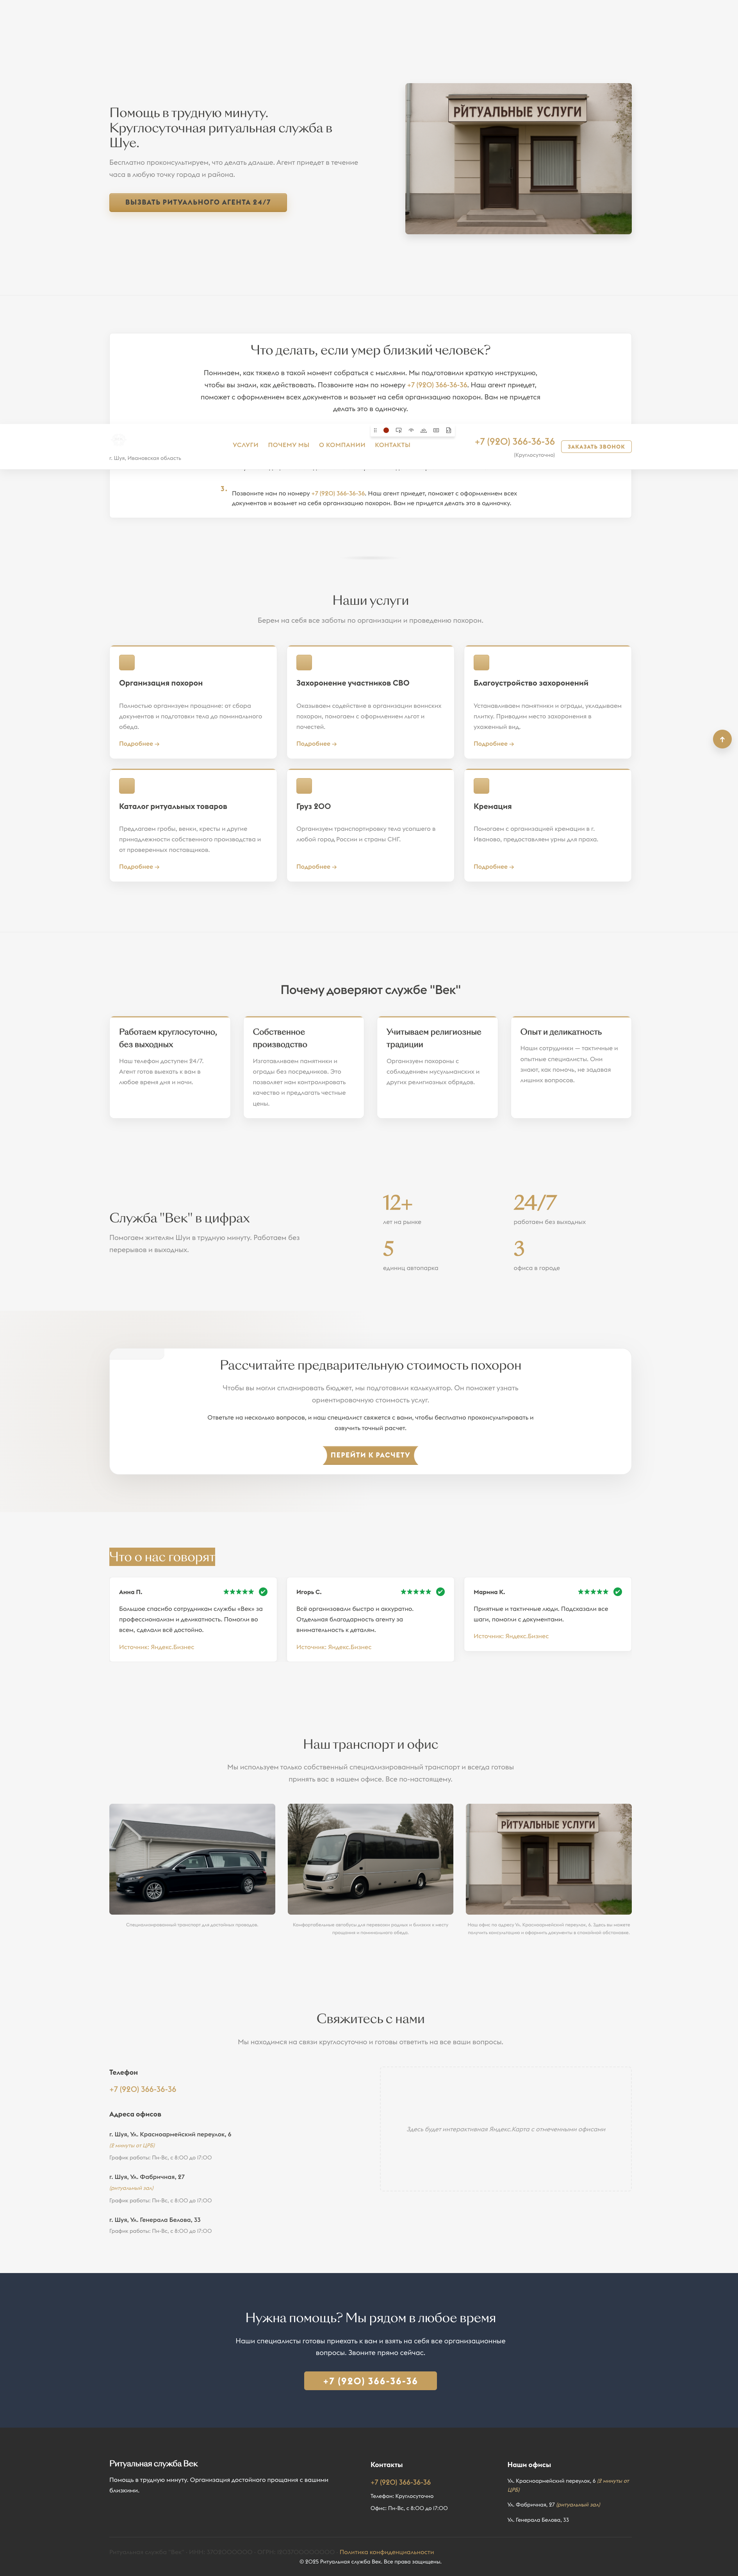 Помощь в трудную минуту.
Круглосуточная ритуальная служба в
Шуе.
Бесплатно проконсультируем, что делать дальше. Агент приедет в течение
часа в любую точку города и района.
ВЫЗВАТЬ РИТУАЛЬНОГО АГЕНТА 24/7
РИТУАЛЬНЫЕ УСЛУГИ
Что делать, если умер близкий человек?
Понимаем, как тяжело в такой момент собраться с мыслями. Мы подготовили краткую инструкцию,
чтобы вы знали, как действовать. Позвоните нам по номеру +7 (920) 366-36-36. Наш агент приедет,
поможет с оформлением всех документов и возьмет на себя организацию похорон. Вам не придется
делать это в одиночку.
г. Шуя, Ивановская область
УСЛУГИ ПОЧЕМУ МЫ О КОМПАНИИ КОНТАКТЫ
+7 (920) 366-36-36
(Круглосуточно)
ЗАКАЗАТЬ ЗВОНОК
3. Позвоните нам по номеру +7 (920) 366-36-36. Наш агент приедет, поможет с оформлением всех
документов и возьмет на себя организацию похорон. Вам не придется делать это в одиночку.
Наши услуги
Берем на себя все заботы по организации и проведению похорон.
Организация похорон
Полностью организуем прощание: от сбора
документов и подготовки тела до поминального
обеда.
Подробнее →
Захоронение участников СВО
Оказываем содействие в организации воинских
похорон, помогаем с оформлением льгот и
почестей.
Подробнее →
Благоустройство захоронений
Устанавливаем памятники и ограды, укладываем
плитку. Приводим место захоронения в
ухоженный вид.
Подробнее →
Каталог ритуальных товаров
Предлагаем гробы, венки, кресты и другие
принадлежности собственного производства и
от проверенных поставщиков.
Подробнее →
Груз 200
Организуем транспортировку тела усопшего в
любой город России и страны СНГ.
Подробнее →
Кремация
Помогаем с организацией кремации в г.
Иваново, предоставляем урны для праха.
Подробнее →
Почему доверяют службе "Век"
Работаем круглосуточно,
без выходных
Наш телефон доступен 24/7.
Агент готов выехать к вам в
любое время дня и ночи.
Собственное
производство
Изготавливаем памятники и
ограды без посредников. Это
позволяет нам контролировать
качество и предлагать честные
цены.
Учитываем религиозные
традиции
Организуем похороны с
соблюдением мусульманских и
других религиозных обрядов.
Опыт и деликатность
Наши сотрудники — тактичные и
опытные специалисты. Они
знают, как помочь, не задавая
лишних вопросов.
Служба "Век" в цифрах
Помогаем жителям Шуи в трудную минуту. Работаем без
перерывов и выходных.
12+
лет на рынке
24/7
работаем без выходных
5
единиц автопарка
3
офиса в городе
Рассчитайте предварительную стоимость похорон
Чтобы вы могли спланировать бюджет, мы подготовили калькулятор. Он поможет узнать
ориентировочную стоимость услуг.
Ответьте на несколько вопросов, и наш специалист свяжется с вами, чтобы бесплатно проконсультировать и
озвучить точный расчет.
ПЕРЕЙТИ К РАСЧЕТУ
Что о нас говорят
Анна П.
Большое спасибо сотрудникам службы «Век» за
профессионализм и деликатность. Помогли во
всем, сделали всё достойно.
Источник: Яндекс.Бизнес
Игорь С.
Всё организовали быстро и аккуратно.
Отдельная благодарность агенту за
внимательность к деталям.
Источник: Яндекс.Бизнес
Марина К.
Приятные и тактичные люди. Подсказали все
шаги, помогли с документами.
Источник: Яндекс.Бизнес
Наш транспорт и офис
Мы используем только собственный специализированный транспорт и всегда готовы
принять вас в нашем офисе. Все по-настоящему.
РИТУАЛЬНЫЕ УСЛУГИ
Специализированный транспорт для достойных проводов.
Комфортабельные автобусы для перевозки родных и близких к месту
прощания и поминального обеда.
Наш офис по адресу Ул. Красноармейский переулок, 6. Здесь вы можете
получить консультацию и оформить документы в спокойной обстановке.
Свяжитесь с нами
Мы находимся на связи круглосуточно и готовы ответить на все ваши вопросы.
Телефон
+7 (920) 366-36-36
Адреса офисов
г. Шуя, Ул. Красноармейский переулок, 6
(2 минуты от ЦРБ)
График работы: Пн-Вс, с 8:00 до 17:00
г. Шуя, Ул. Фабричная, 27
(ритуальный зал)
График работы: Пн-Вс, с 8:00 до 17:00
г. Шуя, Ул. Генерала Белова, 33
График работы: Пн-Вс, с 8:00 до 17:00
Здесь будет интерактивная Яндекс.Карта с отмеченными офисами
Нужна помощь? Мы рядом в любое время
Наши специалисты готовы приехать к вам и взять на себя все организационные
вопросы. Звоните прямо сейчас.
+7 (920) 366-36-36
Ритуальная служба Век
Помощь в трудную минуту. Организация достойного прощания с вашими
близкими.
Контакты
+7 (920) 366-36-36
Телефон: Круглосуточно
Офис: Пн-Вс, с 8:00 до 17:00
Наши офисы
Ул. Красноармейский переулок, 6 (2 минуты от
ЦРБ)
Ул. Фабричная, 27 (ритуальный зал)
Ул. Генерала Белова, 33
Политика конфиденциальности
© 2025 Ритуальная служба Век. Все права защищены.